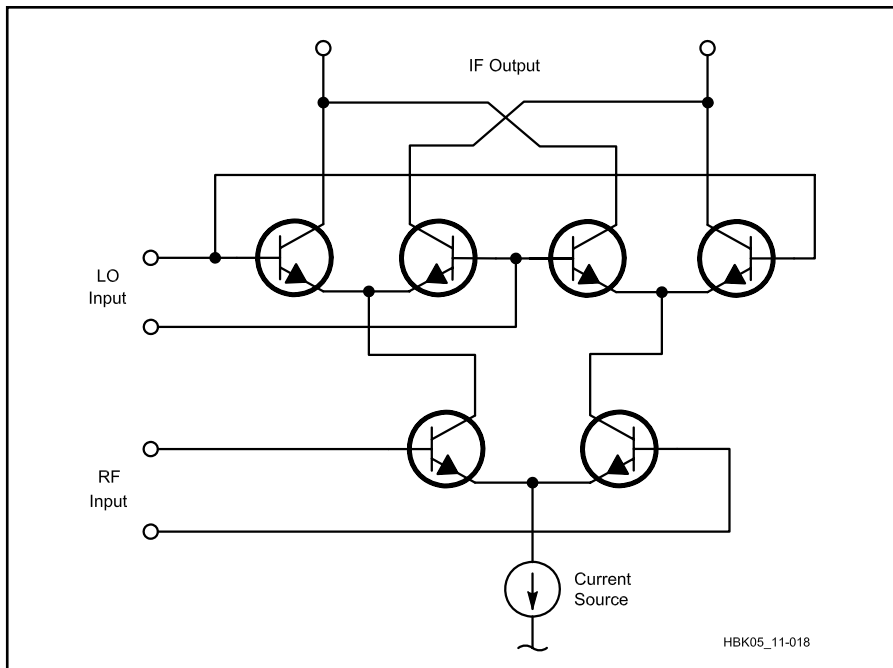 IF Output
LO
Input
RF
Input
Current
Source
HBK05_11-018